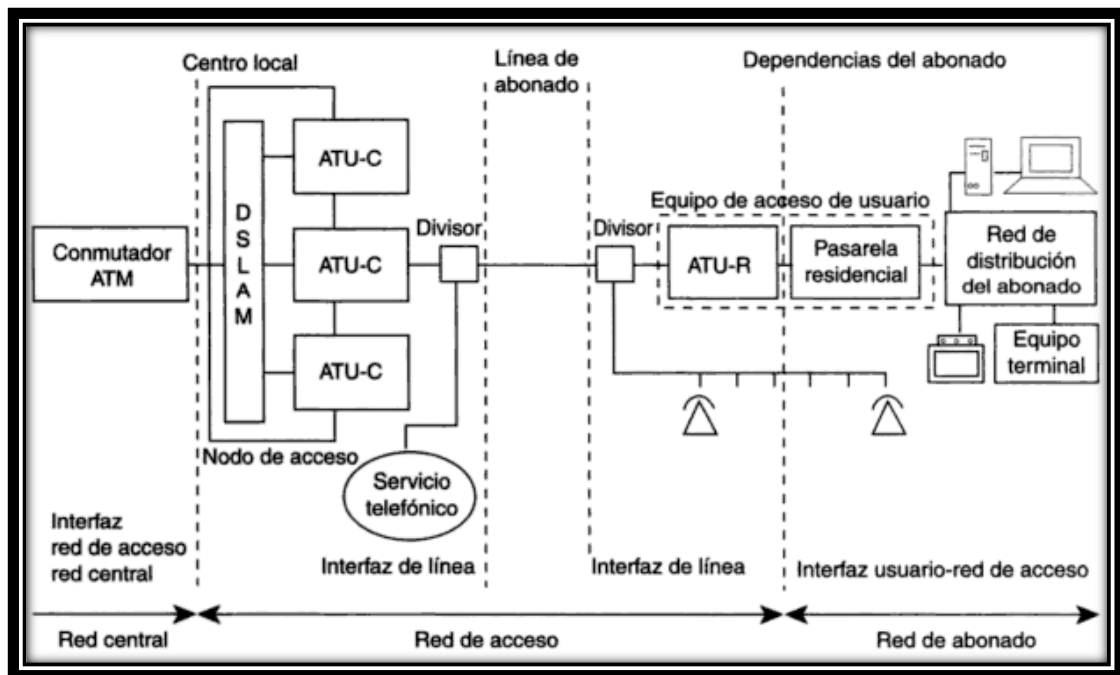 Centro local
Línea de
abonado
Dependencias del abonado
ATU-C
DSLAM
Equipo de acceso de usuario
Divisor
Divisor
Conmutador
ATM
ATU-C
ATU-R
Pasarela
residencial
Red de
distribución
del abonado
ATU-C
Equipo
terminal
Nodo de acceso
Servicio
telefónico
Interfaz
red de acceso
red central
Interfaz de línea
Interfaz de línea
Interfaz usuario-red de acceso
Red central
Red de acceso
Red de abonado